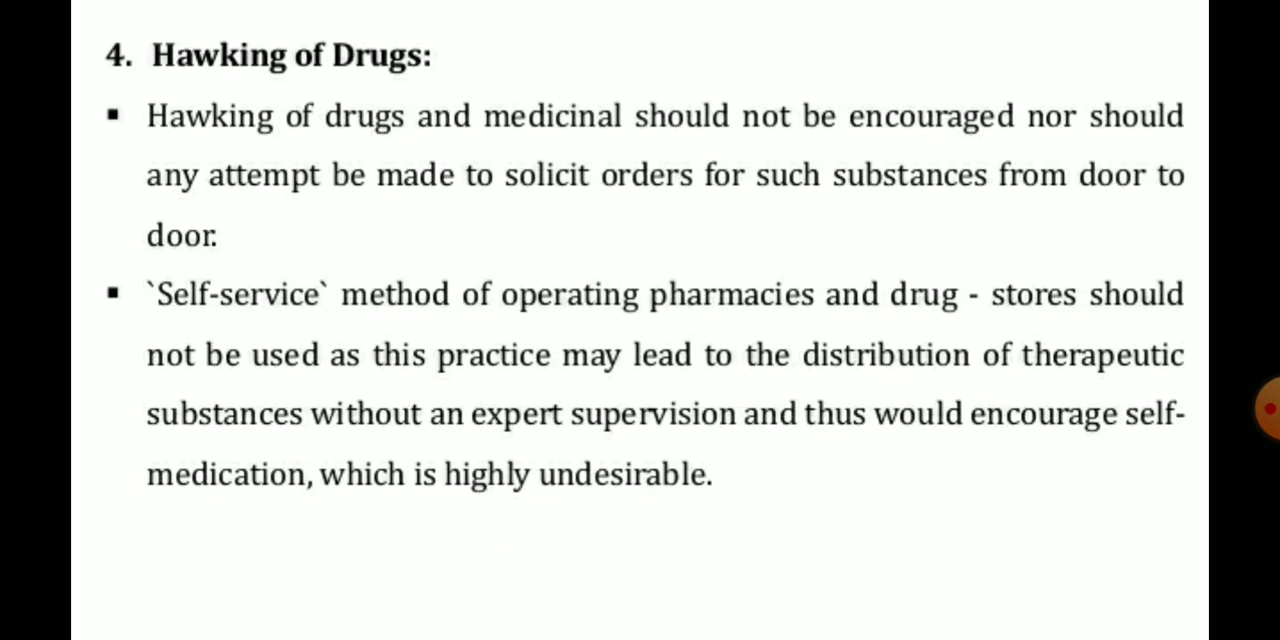 4. Hawking of Drugs:
▪ Hawking of drugs and medicinal should not be encouraged nor should
any attempt be made to solicit orders for such substances from door to
door.
▪ `Self-service` method of operating pharmacies and drug - stores should
not be used as this practice may lead to the distribution of therapeutic
substances without an expert supervision and thus would encourage self-
medication, which is highly undesirable.